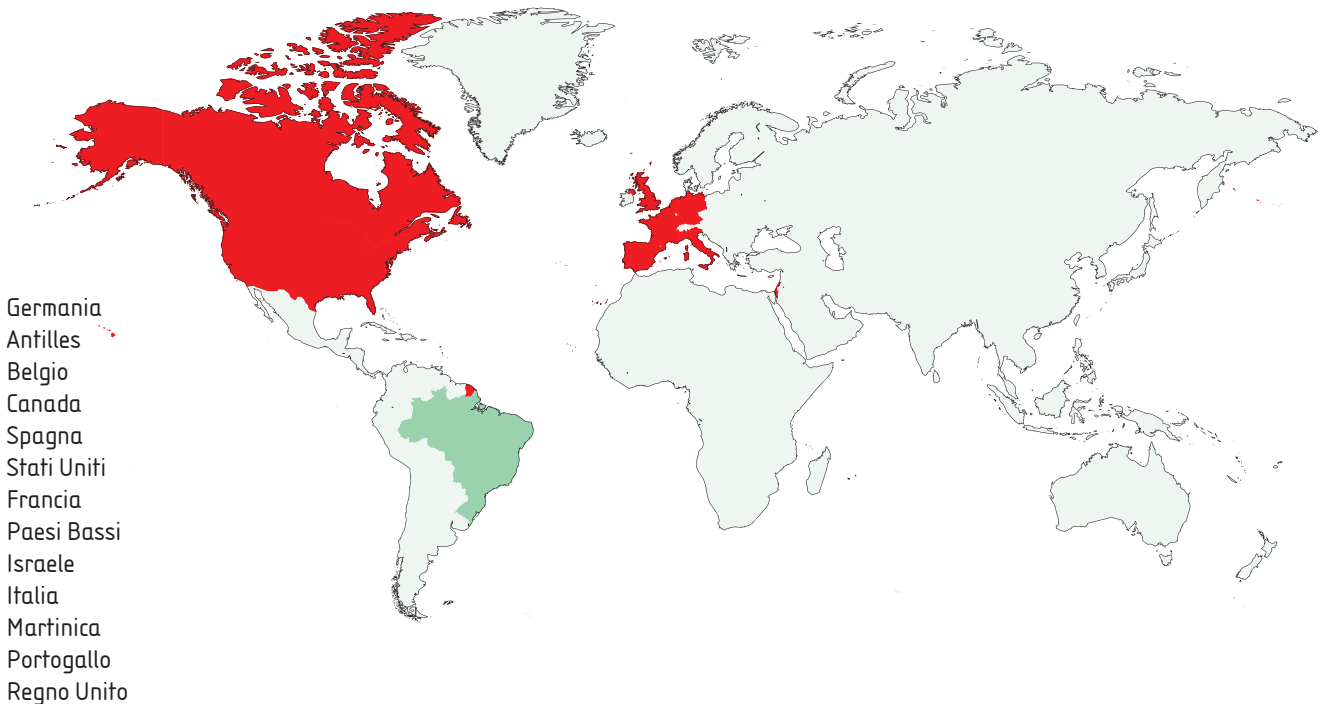 Germania
Antilles
Belgio
Canada
Spagna
Stati Uniti
Francia
Paesi Bassi
Israele
Italia
Martinica
Portogallo
Regno Unito